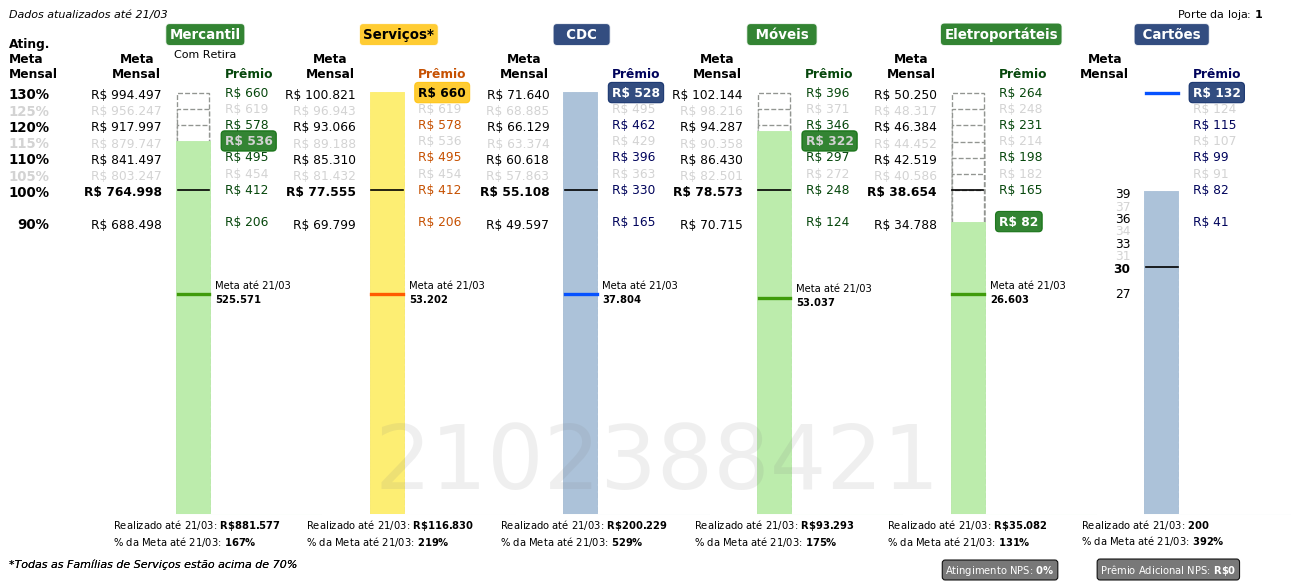 Dados atualizados até 21/03
Porte da loja: 1
Mercantil Serviços* CDC Móveis Eletroportáteis Cartões
Com Retira
Ating. Meta Mensal
Meta Mensal Prêmio Meta Mensal Prêmio Meta Mensal Prêmio Meta Mensal Prêmio Meta Mensal Prêmio Meta Mensal Prêmio
130% R$ 994.497 R$ 660 R$ 100.821 R$ 660 R$ 71.640 R$ 528 R$ 102.144 R$ 396 R$ 50.250 R$ 264 R$ 132
125% R$ 956.247 R$ 619 R$ 96.943 R$ 619 R$ 68.885 R$ 495 R$ 98.216 R$ 371 R$ 48.317 R$ 248 R$ 124
120% R$ 917.997 R$ 578 R$ 93.066 R$ 578 R$ 66.129 R$ 462 R$ 94.287 R$ 346 R$ 46.384 R$ 231 R$ 115
115% R$ 879.747 R$ 536 R$ 89.188 R$ 536 R$ 63.374 R$ 429 R$ 90.358 R$ 322 R$ 44.452 R$ 214 R$ 107
110% R$ 841.497 R$ 495 R$ 85.310 R$ 495 R$ 60.618 R$ 396 R$ 86.430 R$ 297 R$ 42.519 R$ 198 R$ 99
105% R$ 803.247 R$ 454 R$ 81.432 R$ 454 R$ 57.863 R$ 363 R$ 82.501 R$ 272 R$ 40.586 R$ 182 R$ 91
100% R$ 764.998 R$ 412 R$ 77.555 R$ 412 R$ 55.108 R$ 330 R$ 78.573 R$ 248 R$ 38.654 R$ 165 39 R$ 82
37
90% R$ 688.498 R$ 206 R$ 69.799 R$ 206 R$ 49.597 R$ 165 R$ 70.715 R$ 124 R$ 34.788 R$ 82 36 R$ 41
34
33
31
30
27
Meta até 21/03 Meta até 21/03 Meta até 21/03 Meta até 21/03 Meta até 21/03
525.571 53.202 37.804 53.037 26.603
2102388421
Realizado até 21/03: R$881.577 Realizado até 21/03: R$116.830 Realizado até 21/03: R$200.229 Realizado até 21/03: R$93.293 Realizado até 21/03: R$35.082 Realizado até 21/03: 200
% da Meta até 21/03: 167% % da Meta até 21/03: 219% % da Meta até 21/03: 529% % da Meta até 21/03: 175% % da Meta até 21/03: 131% % da Meta até 21/03: 392%
*Todas as Famílias de Serviços estão acima de 70%
Atingimento NPS: 0% Prêmio Adicional NPS: R$0